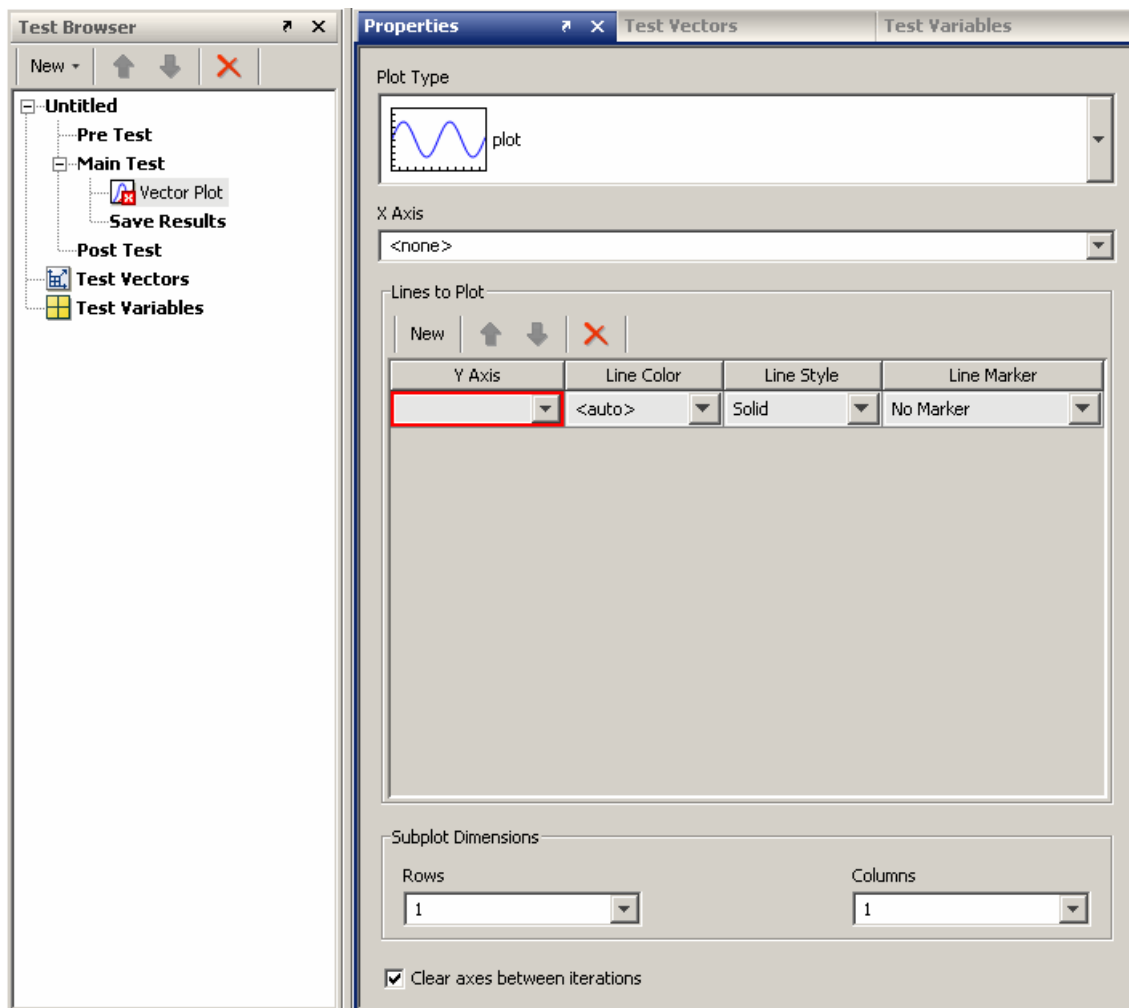 Test Browser
New
Untitled
Pre Test
Main Test
Vector Plot
Save Results
Post Test
Test Vectors
Test Variables
Properties
Test Vectors
Test Variables
Plot Type
plot
X Axis
<none>
Lines to Plot
New
Y Axis Line Color Line Style Line Marker
<auto> Solid No Marker
Subplot Dimensions
Rows Columns
1 1
Clear axes between iterations